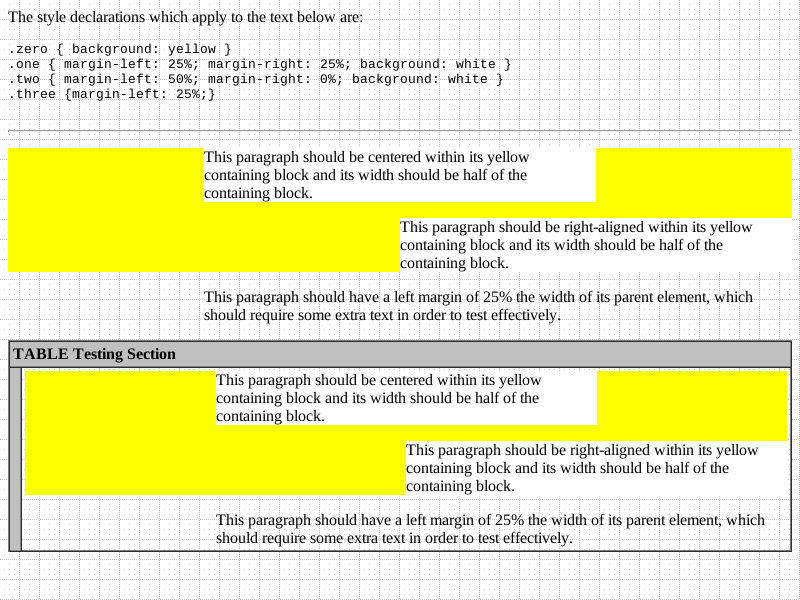 The style declarations which apply to the text below are:
.zero { background: yellow }
.one { margin-left: 25%; margin-right: 25%; background: white }
.two { margin-left: 50%; margin-right: 0%; background: white }
.three {margin-left: 25%;}
This paragraph should be centered within its yellow
containing block and its width should be half of the
containing block.
This paragraph should be right-aligned within its yellow
containing block and its width should be half of the
containing block.
This paragraph should have a left margin of 25% the width of its parent element, which
should require some extra text in order to test effectively.
TABLE Testing Section
This paragraph should be centered within its yellow
containing block and its width should be half of the
containing block.
This paragraph should be right-aligned within its yellow
containing block and its width should be half of the
containing block.
This paragraph should have a left margin of 25% the width of its parent element, which
should require some extra text in order to test effectively.